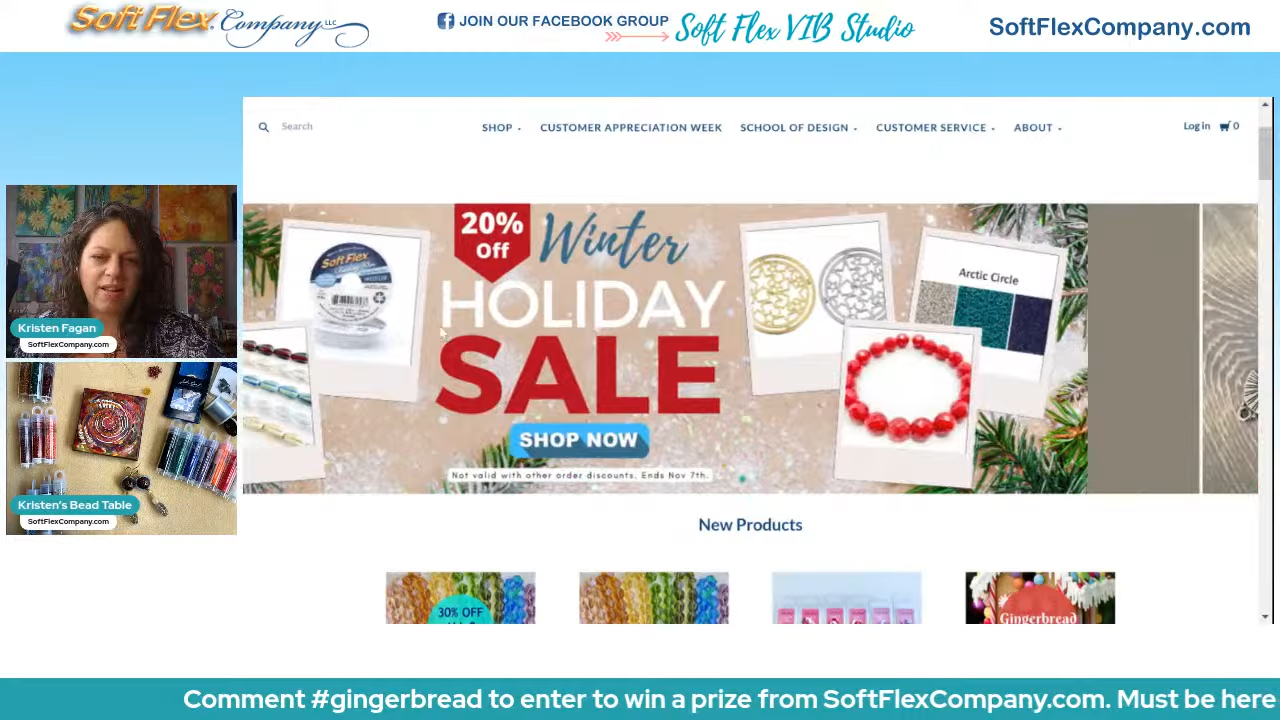 Soft Flex® Company, LLC
JOIN OUR FACEBOOK GROUP
Soft Flex VIB Studio
SoftFlexCompany.com
Search
SHOP
CUSTOMER APPRECIATION WEEK
SCHOOL OF DESIGN
CUSTOMER SERVICE
ABOUT
Log in
0
20%
Off
Winter
HOLIDAY
SALE
SHOP NOW
Not valid with other order discounts. Ends Nov 7th.
Soft Flex
Arctic Circle
Kristen Fagan
SoftFlexCompany.com
Kristen's Bead Table
SoftFlexCompany.com
New Products
30% OFF
Gingerbread
Comment #gingerbread to enter to win a prize from SoftFlexCompany.com. Must be here